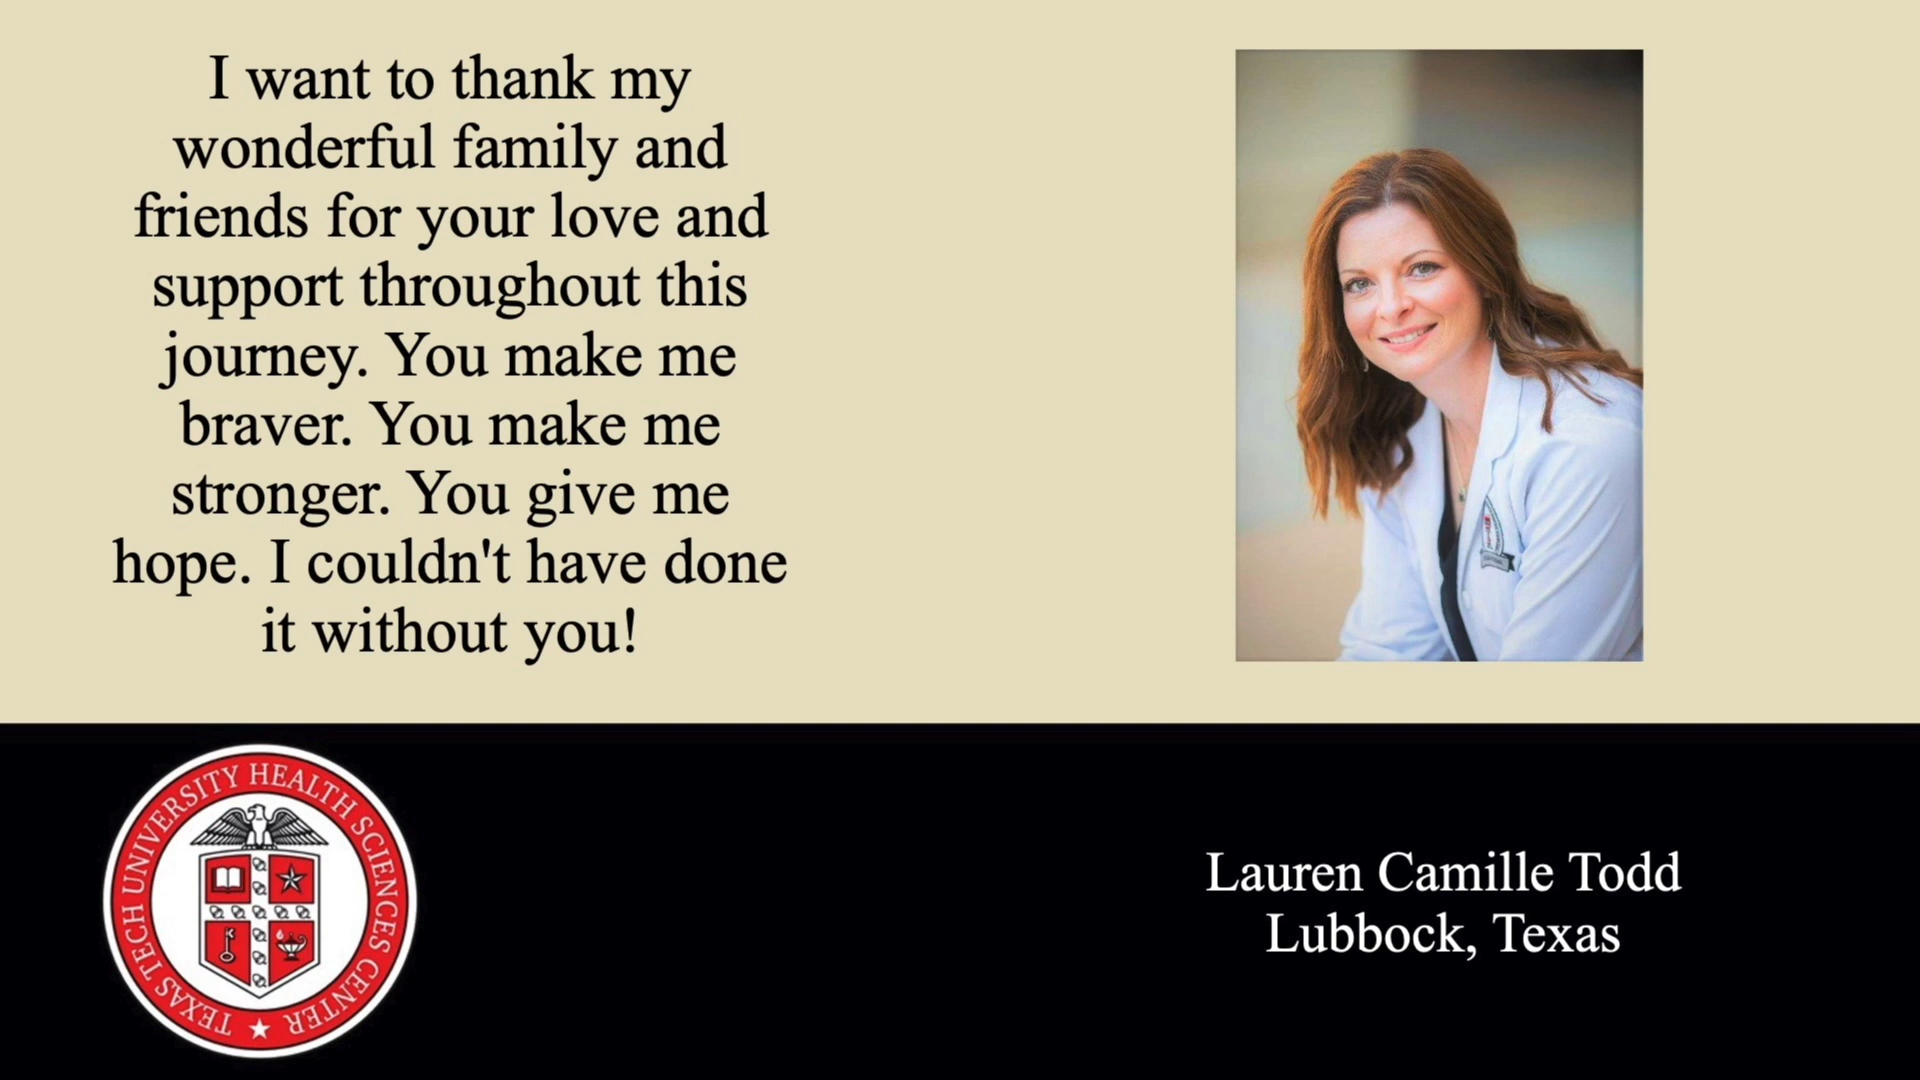 I want to thank my
wonderful family and
friends for your love and
support throughout this
journey. You make me
braver. You make me
stronger. You give me
hope. I couldn't have done
it without you!
TEXAS TECH UNIVERSITY HEALTH SCIENCES CENTER
Lauren Camille Todd
Lubbock, Texas